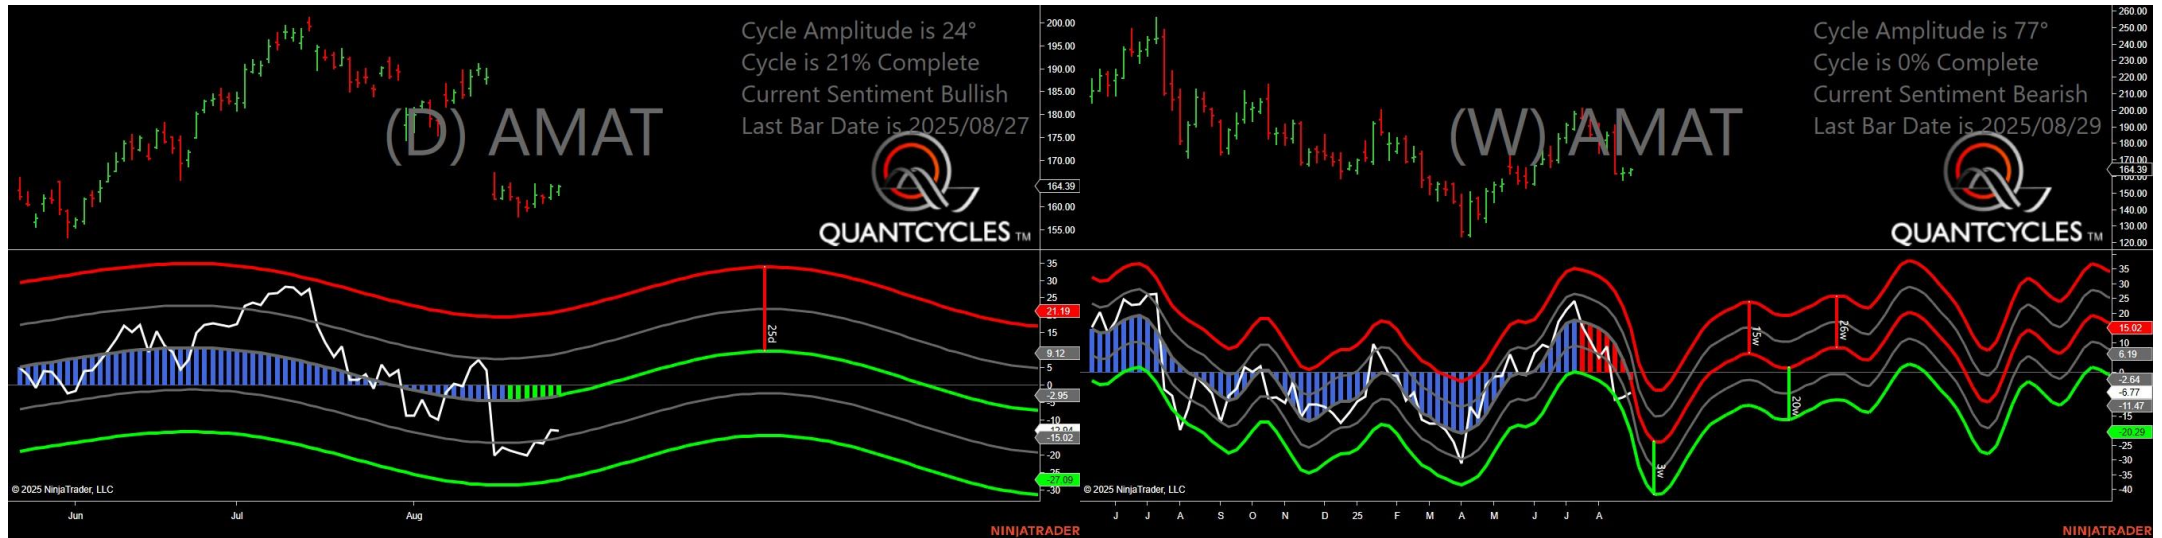 Cycle Amplitude is 24°
Cycle is 21% Complete
Current Sentiment Bullish
Last Bar Date is 2025/08/27
(D) AMAT
QUANTCYCLES TM
200.00
195.00
190.00
185.00
180.00
175.00
170.00
164.39
160.00
155.00
35
30
25
21.19
15
9.12
5
0
-2.95
-10
-15.02
-20
-27.09
-30
25d
© 2025 NinjaTrader, LLC
Jun
Jul
Aug
NINJATRADER
Cycle Amplitude is 77°
Cycle is 0% Complete
Current Sentiment Bearish
Last Bar Date is 2025/08/29
(W) AMAT
QUANTCYCLES TM
260.00
250.00
240.00
230.00
220.00
210.00
200.00
190.00
180.00
170.00
164.39
150.00
140.00
130.00
120.00
35
30
25
20
15.02
10
6.19
-2.64
-6.77
-11.47
-15
-20.29
-25
-30
-35
-40
15w
26w
20w
3w
© 2025 NinjaTrader, LLC
J J A S O N D 25 F M A M J J A
NINJATRADER